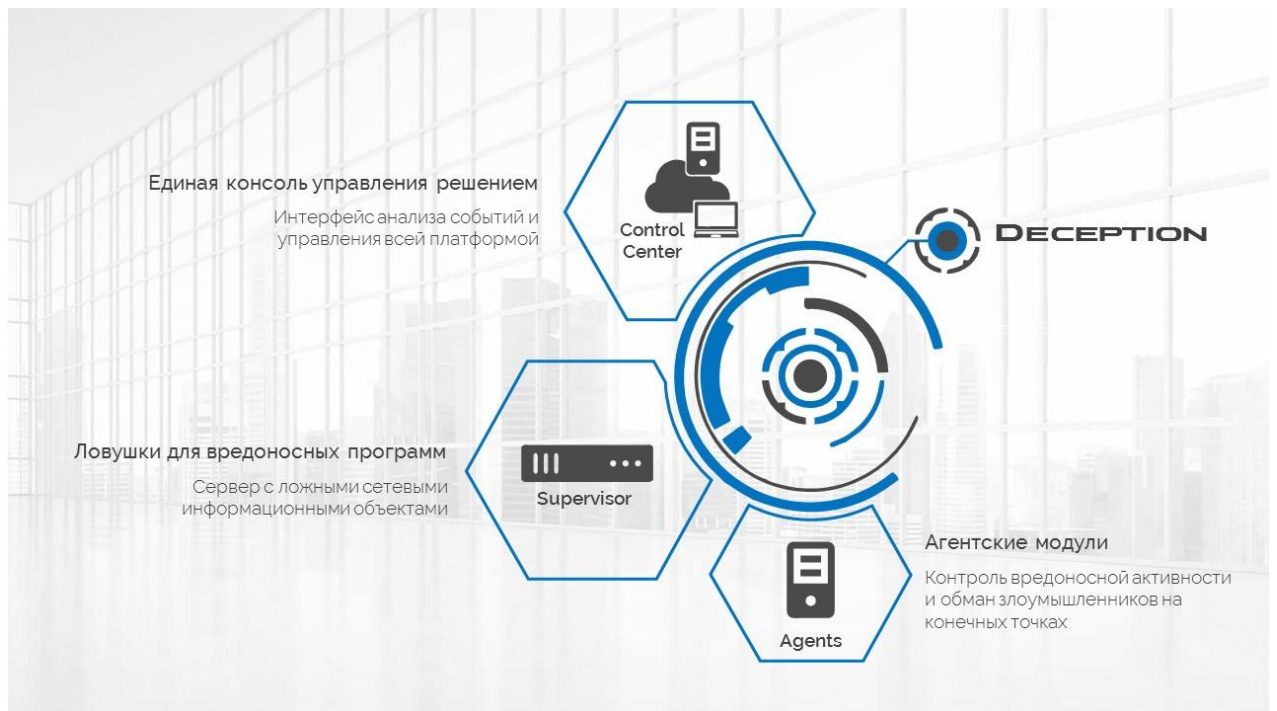 Единая консоль управления решением
Интерфейс анализа событий и
управления всей платформой
Control
Center
DECEPTION
Ловушки для вредоносных программ
Сервер с ложными сетевыми
информационными объектами
Supervisor
Agents
Агентские модули
Контроль вредоносной активности
и обман злоумышленников на
конечных точках